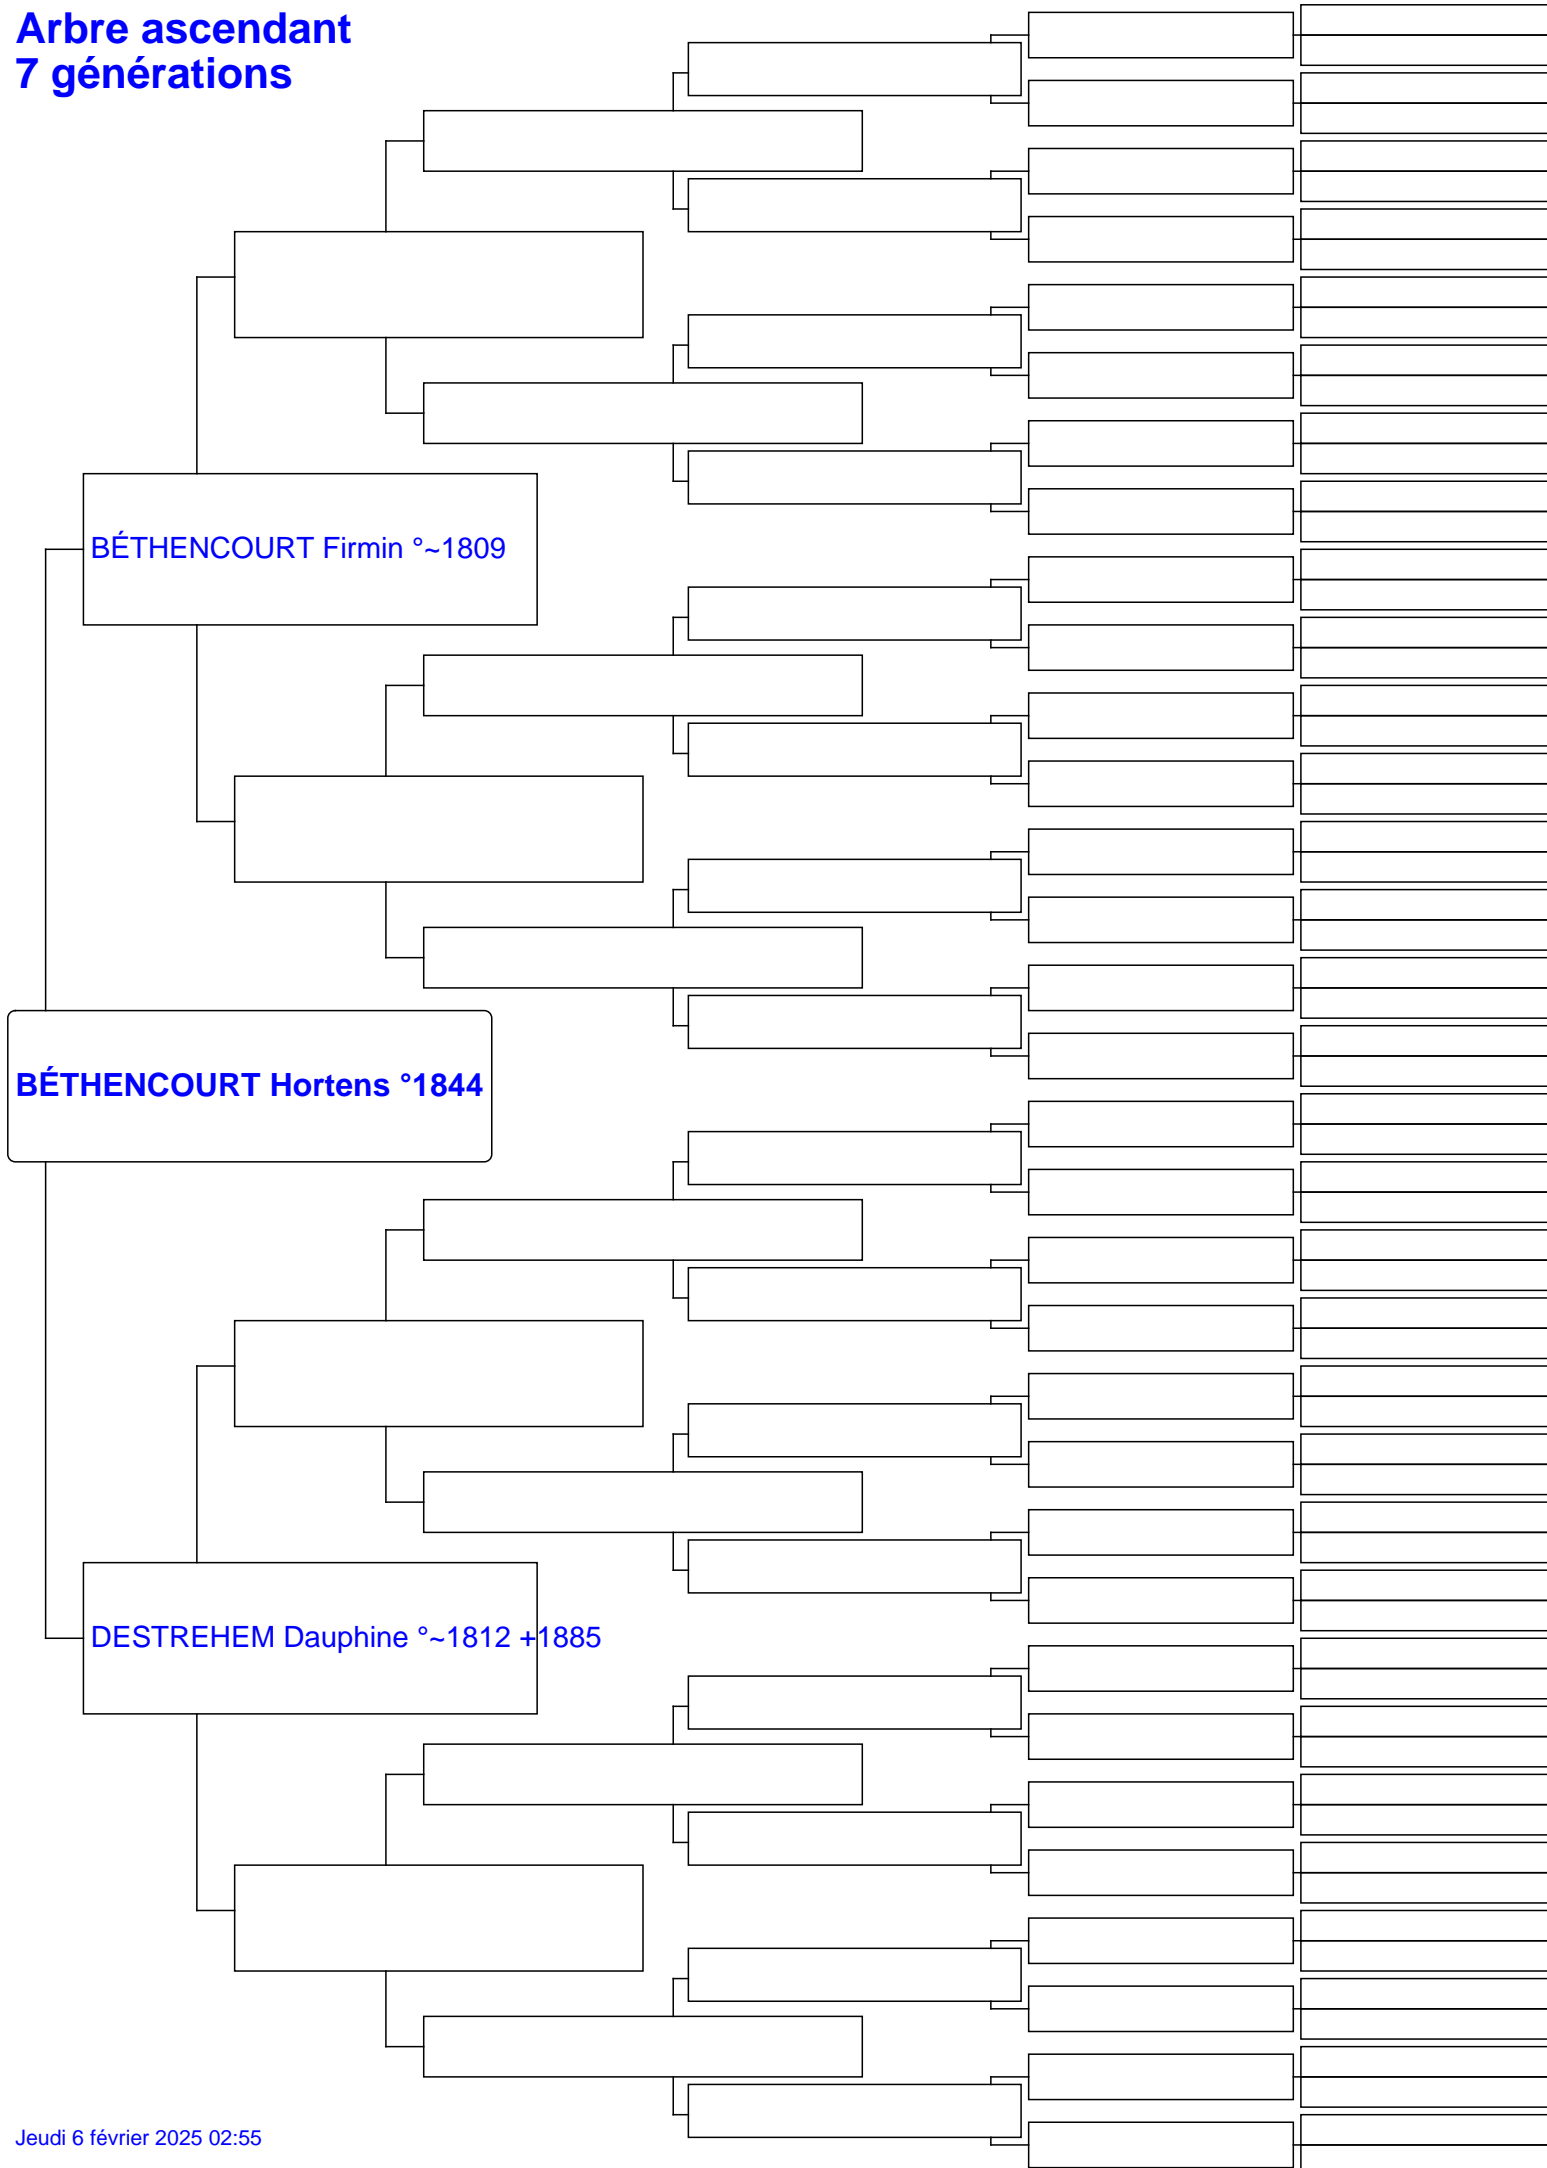 Arbre ascendant
7 générations
BÉTHENCOURT Firmin °~1809
BÉTHENCOURT Hortens °1844
DESTREHEM Dauphine °~1812 +1885
Jeudi 6 février 2025 02:55